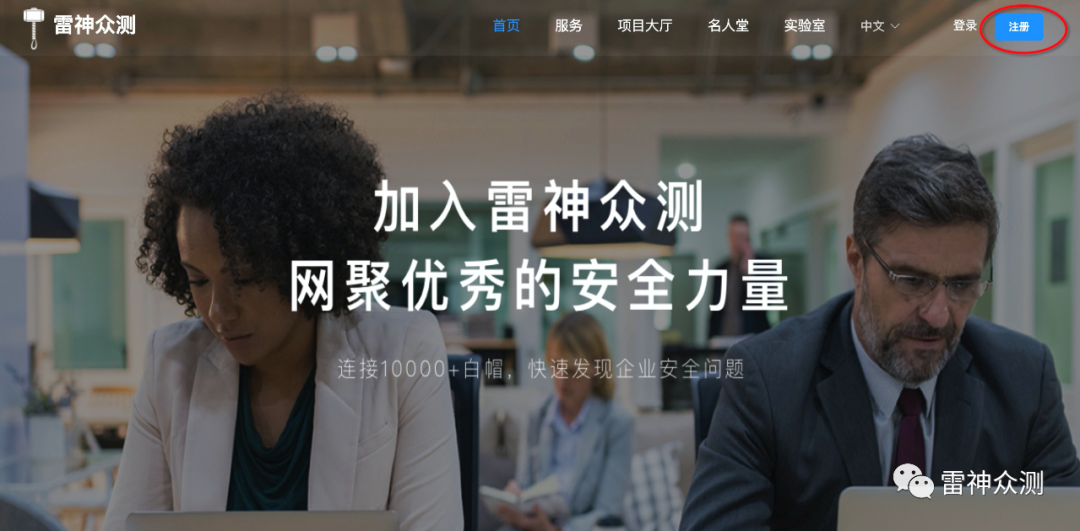 雷神众测 首页 服务 项目大厅 名人堂 实验室 中文 登录 注册
加入雷神众测
网聚优秀的安全力量
连接10000+白帽，快速发现企业安全问题
雷神众测